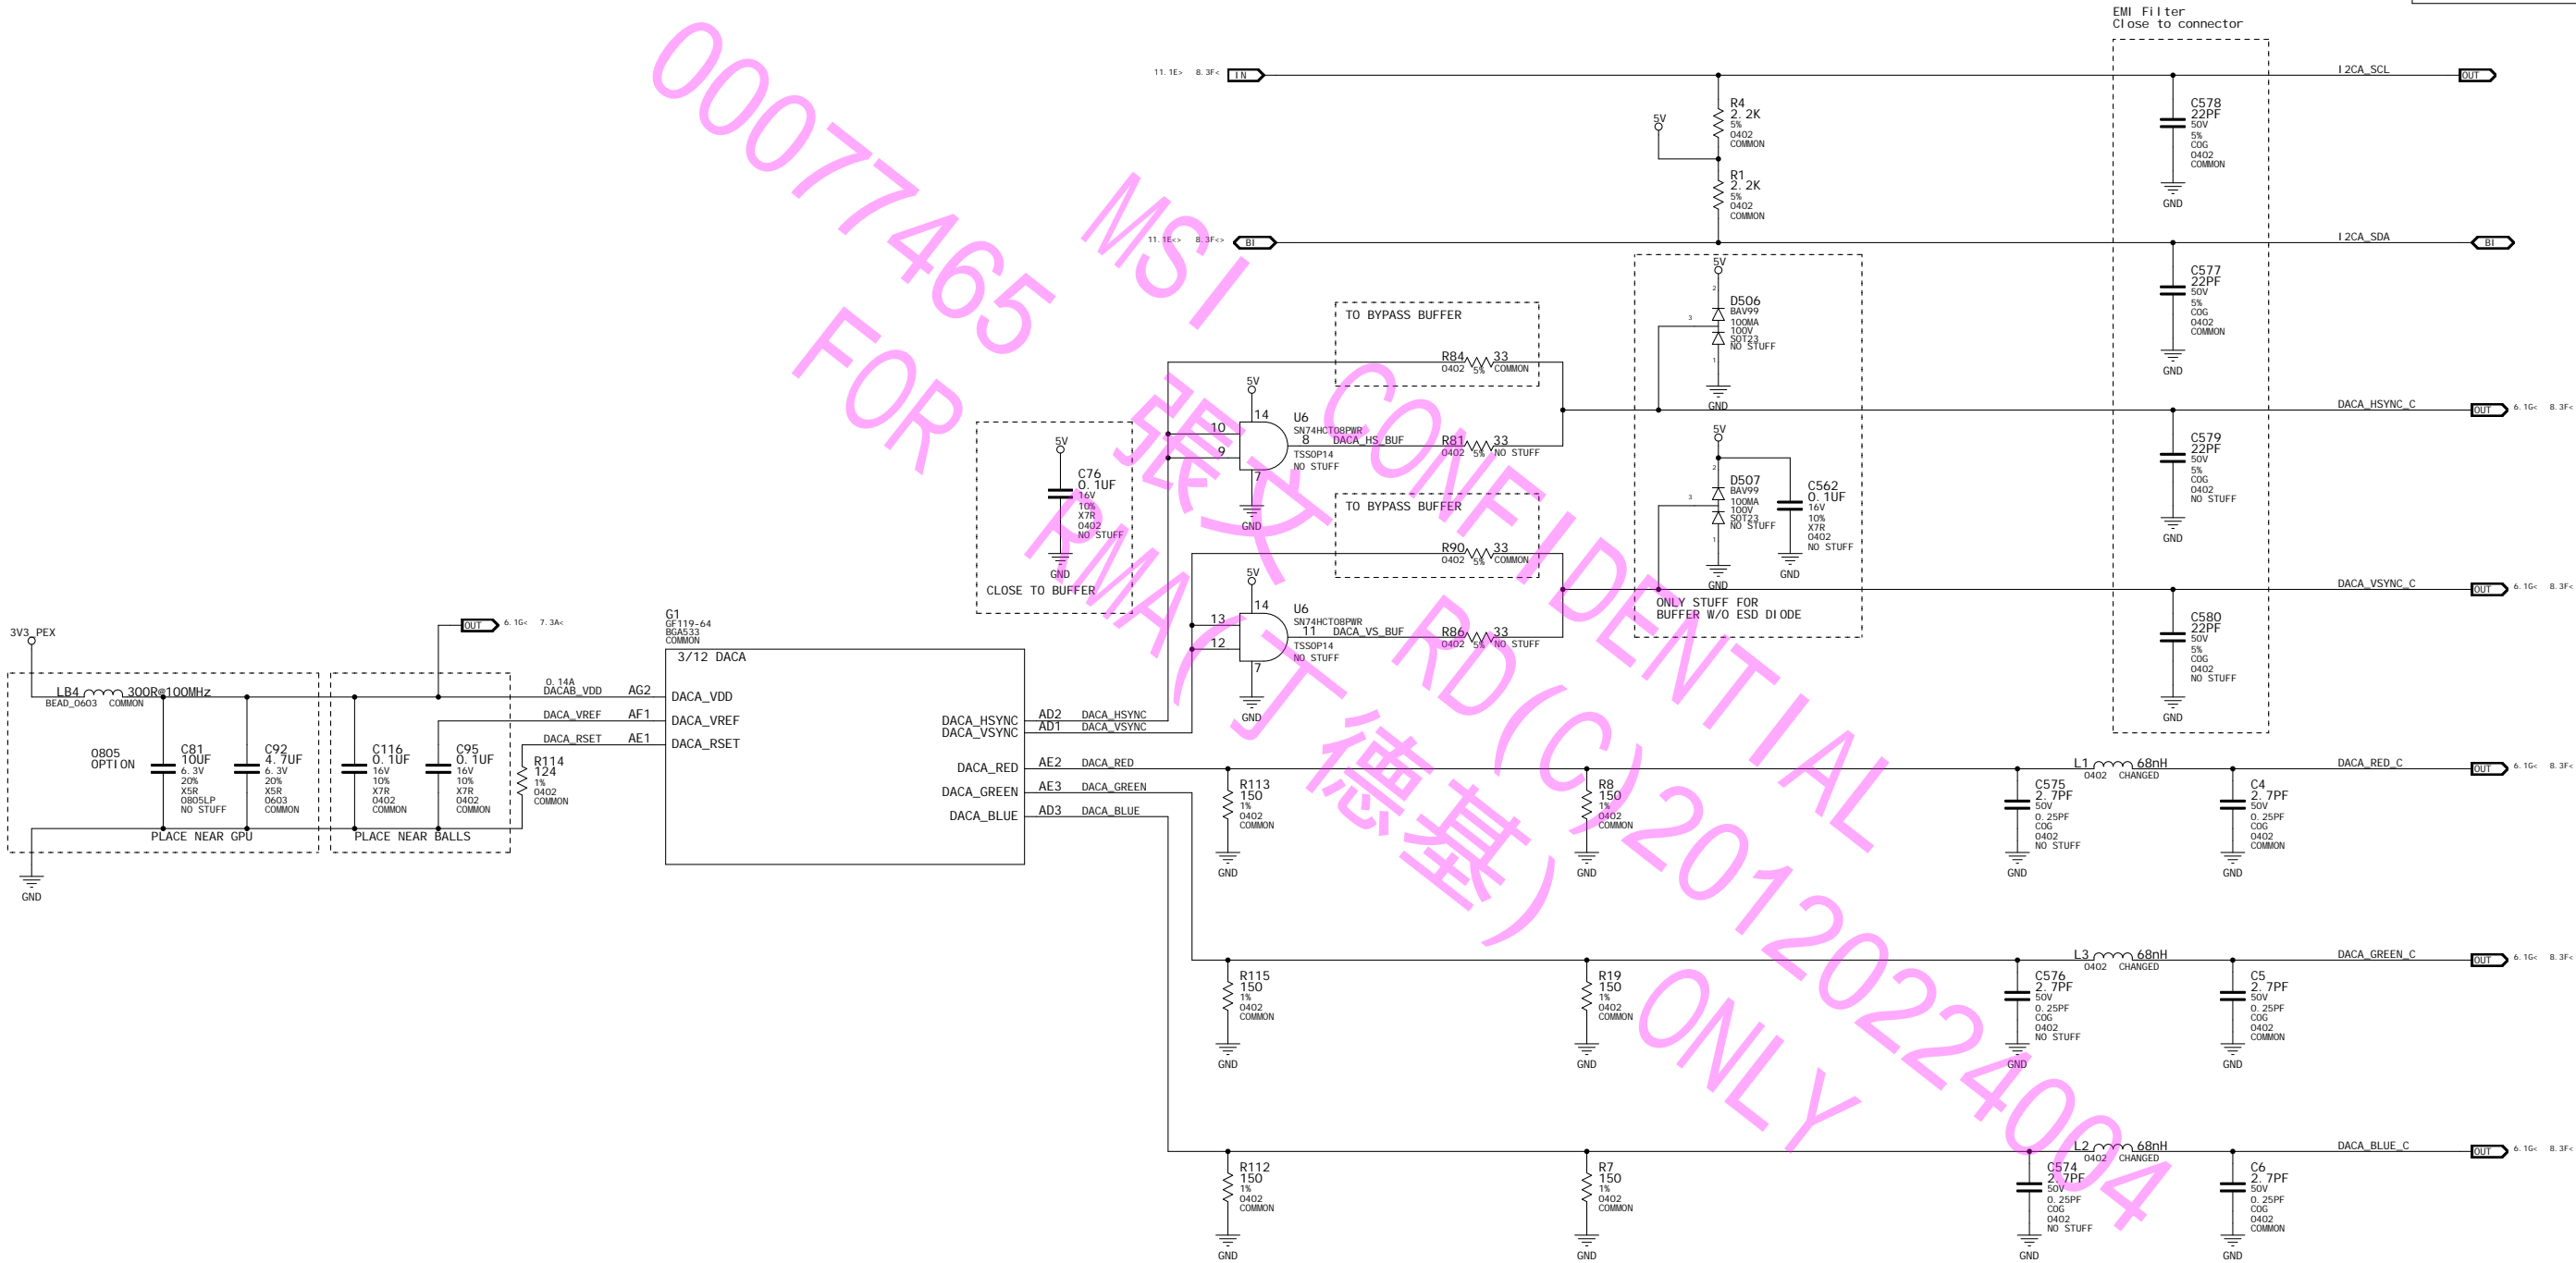 EMI Filter
Close to connector
11.1E> 8.3F< IN
I2CA_SCL OUT
R4
2.2K
5%
0402
COMMON
5V
R1
2.2K
5%
0402
COMMON
C578
22PF
50V
5%
COG
0402
COMMON
GND
11.1E<> 8.3F<> BI
I2CA_SDA BI
C577
22PF
50V
5%
COG
0402
COMMON
GND
5V
2
D506
BAV99
100MA
100V
SOT23
NO STUFF
3
1
GND
TO BYPASS BUFFER
R84 33
0402 5% COMMON
5V
14
U6
SN74HCT08PWR
10
9
8 DACA_HS_BUF
TSSOP14
NO STUFF
7
GND
R81 33
0402 5% NO STUFF
DACA_HSYNC_C OUT 6.1G< 8.3F<
C579
22PF
50V
5%
COG
0402
NO STUFF
GND
5V
C76
0.1UF
16V
10%
X7R
0402
NO STUFF
GND
CLOSE TO BUFFER
5V
2
D507
BAV99
100MA
100V
SOT23
NO STUFF
3
1
GND
C562
0.1UF
16V
10%
X7R
0402
NO STUFF
GND
ONLY STUFF FOR
BUFFER W/O ESD DIODE
TO BYPASS BUFFER
R90 33
0402 5% COMMON
5V
14
U6
SN74HCT08PWR
13
12
11 DACA_VS_BUF
TSSOP14
NO STUFF
7
GND
R86 33
0402 5% NO STUFF
DACA_VSYNC_C OUT 6.1G< 8.3F<
C580
22PF
50V
5%
COG
0402
NO STUFF
GND
3V3_PEX
OUT 6.1G< 7.3A<
G1
GF119-64
BGA533
COMMON
3/12 DACA
LB4 300R@100MHz
BEAD_0603 COMMON
0.14A
DACAB_VDD AG2 DACA_VDD
DACA_VREF AF1 DACA_VREF
DACA_RSET AE1 DACA_RSET
0805
OPTION
C81
10UF
6.3V
20%
X5R
0805LP
NO STUFF
C92
4.7UF
6.3V
20%
X5R
0603
COMMON
C116
0.1UF
16V
10%
X7R
0402
COMMON
C95
0.1UF
16V
10%
X7R
0402
COMMON
R114
124
1%
0402
COMMON
PLACE NEAR GPU
PLACE NEAR BALLS
GND
DACA_HSYNC AD2 DACA_HSYNC
DACA_VSYNC AD1 DACA_VSYNC
DACA_RED AE2 DACA_RED
DACA_GREEN AE3 DACA_GREEN
DACA_BLUE AD3 DACA_BLUE
R113
150
1%
0402
COMMON
GND
R8
150
1%
0402
COMMON
GND
C575
2.7PF
50V
0.25PF
COG
0402
NO STUFF
GND
L1 68nH
0402 CHANGED
C4
2.7PF
50V
0.25PF
COG
0402
COMMON
GND
DACA_RED_C OUT 6.1G< 8.3F<
R115
150
1%
0402
COMMON
GND
R19
150
1%
0402
COMMON
GND
C576
2.7PF
50V
0.25PF
COG
0402
NO STUFF
GND
L3 68nH
0402 CHANGED
C5
2.7PF
50V
0.25PF
COG
0402
COMMON
GND
DACA_GREEN_C OUT 6.1G< 8.3F<
R112
150
1%
0402
COMMON
GND
R7
150
1%
0402
COMMON
GND
C574
2.7PF
50V
0.25PF
COG
0402
NO STUFF
GND
L2 68nH
0402 CHANGED
C6
2.7PF
50V
0.25PF
COG
0402
COMMON
GND
DACA_BLUE_C OUT 6.1G< 8.3F<
MSI CONFIDENTIAL
00077465 張文 RD(C)20120224004
FOR RMA(丁德基) ONLY